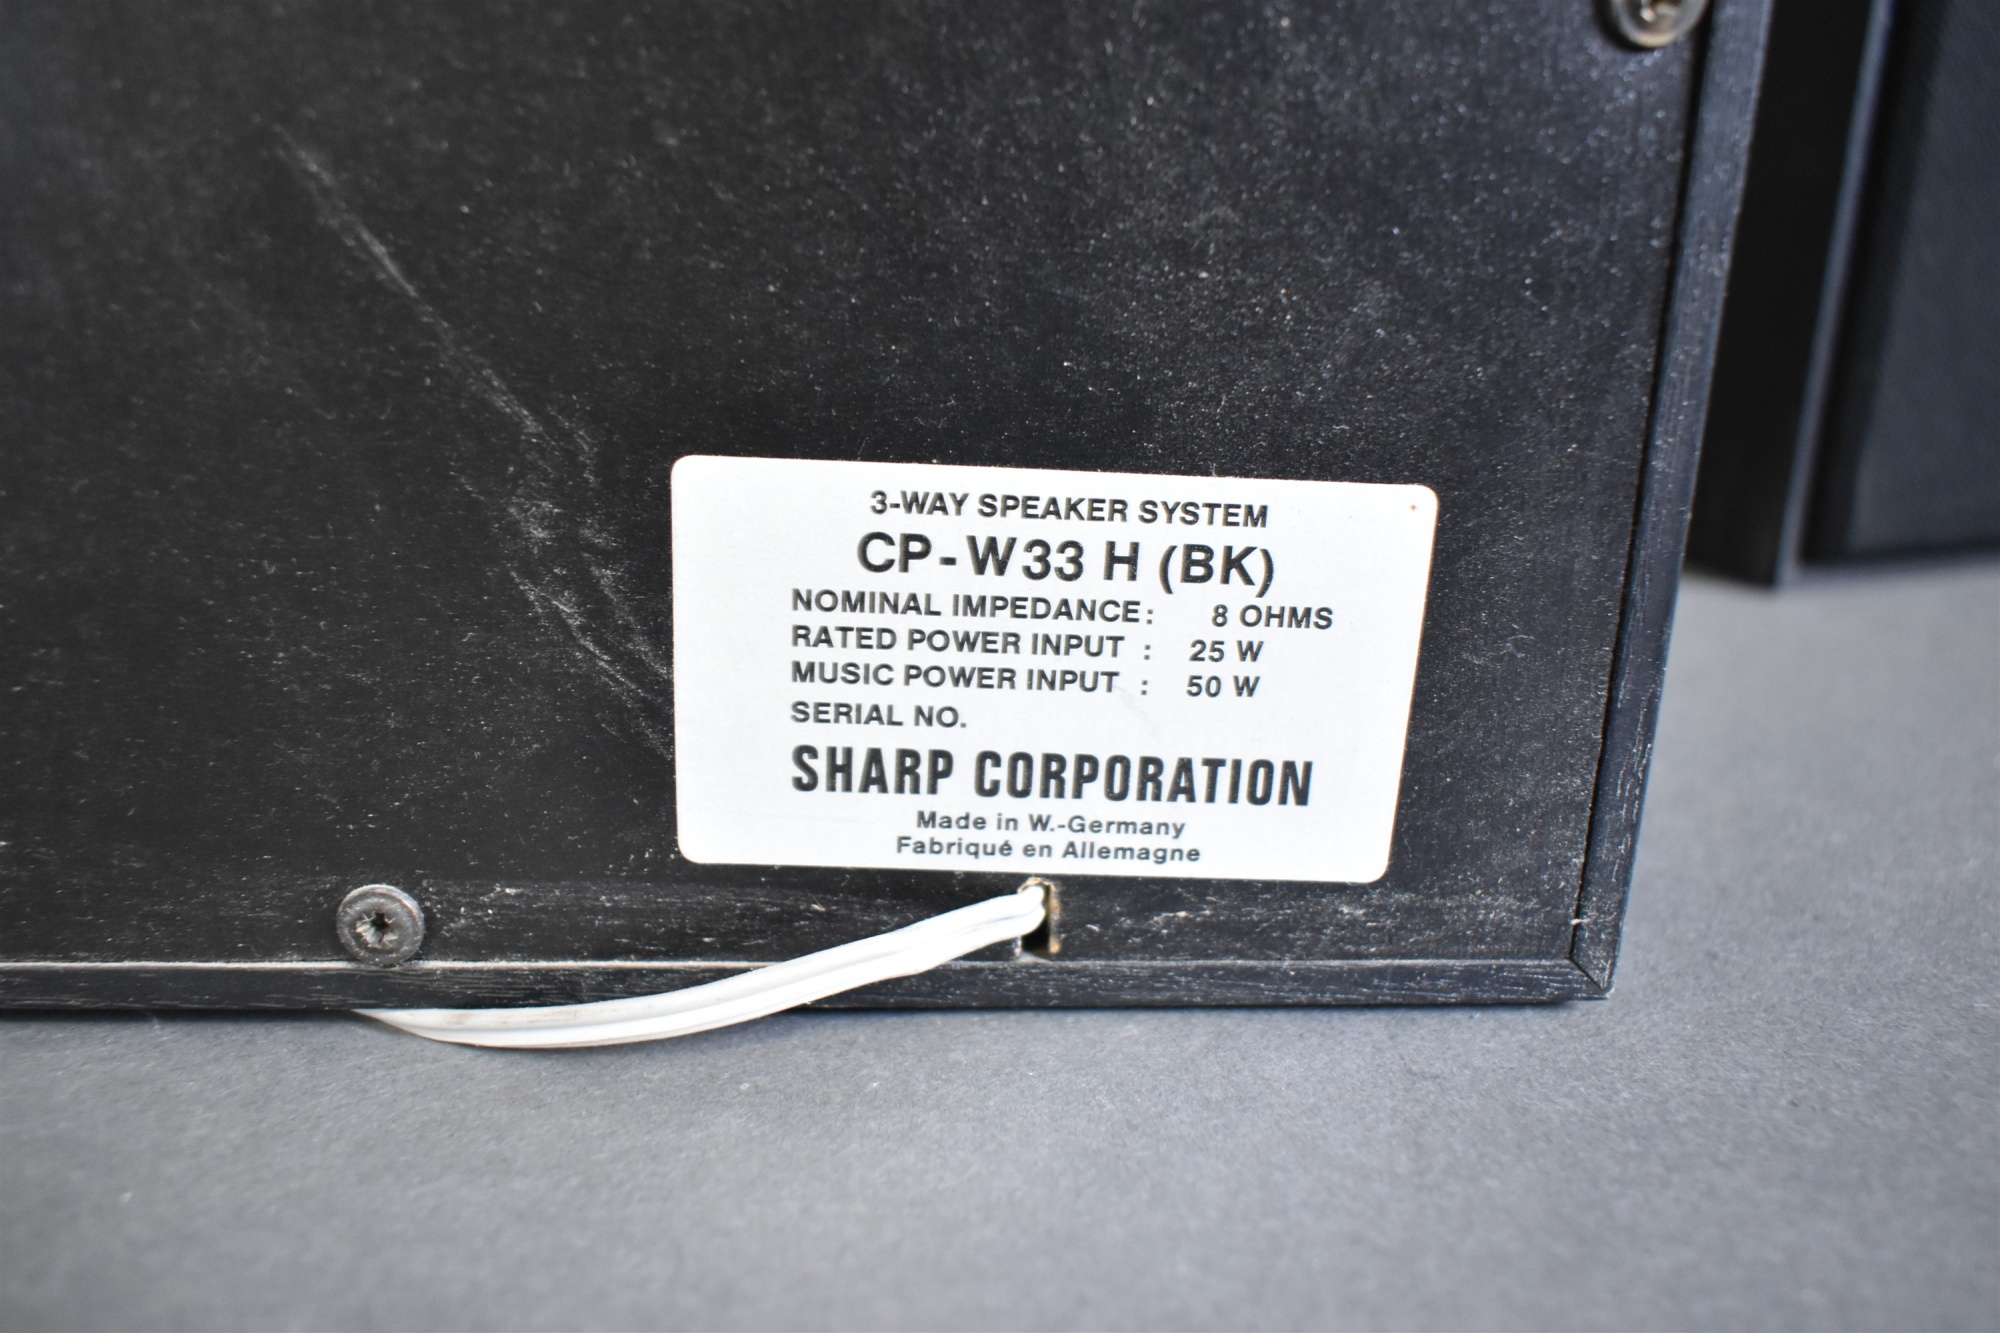 3-WAY SPEAKER SYSTEM
CP-W33 H (BK)
NOMINAL IMPEDANCE: 8 OHMS
RATED POWER INPUT : 25 W
MUSIC POWER INPUT : 50 W
SERIAL NO.
SHARP CORPORATION
Made in W.-Germany
Fabriqué en Allemagne